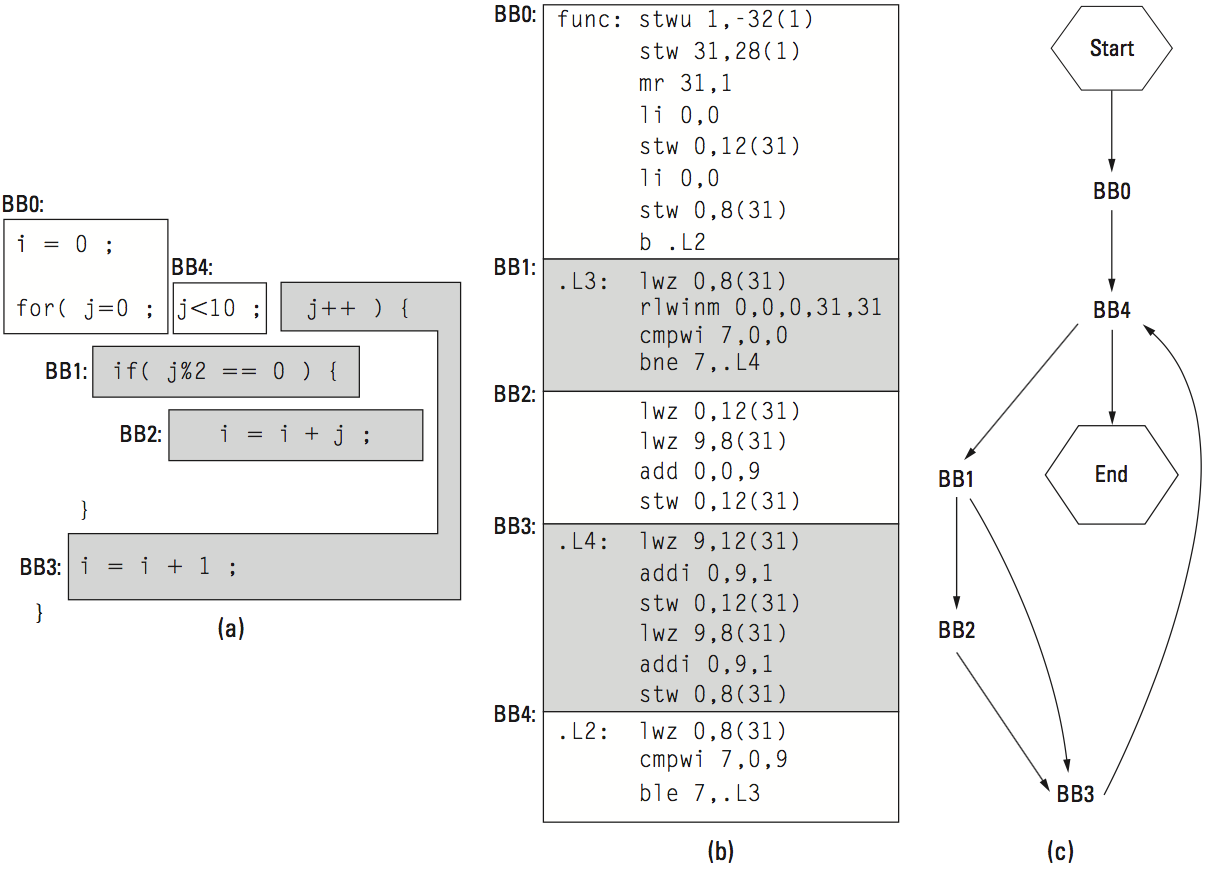 BB0:
i = 0 ;
BB4:
for( j=0 ; j<10 ; j++ ) {
BB1: if( j%2 == 0 ) {
BB2: i = i + j ;
}
BB3: i = i + 1 ;
}
(a)
BB0: func: stwu 1,-32(1)
stw 31,28(1)
mr 31,1
li 0,0
stw 0,12(31)
li 0,0
stw 0,8(31)
b .L2
BB1: .L3: lwz 0,8(31)
rlwinm 0,0,0,31,31
cmpwi 7,0,0
bne 7,.L4
BB2:
lwz 0,12(31)
lwz 9,8(31)
add 0,0,9
stw 0,12(31)
BB3: .L4: lwz 9,12(31)
addi 0,9,1
stw 0,12(31)
lwz 9,8(31)
addi 0,9,1
stw 0,8(31)
BB4: .L2: lwz 0,8(31)
cmpwi 7,0,9
ble 7,.L3
(b)
Start
BB0
BB4
BB1
End
BB2
BB3
(c)